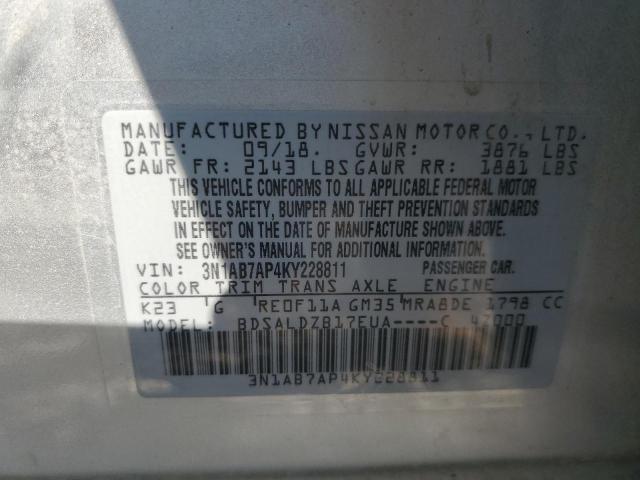 MANUFACTURED BY NISSAN MOTOR CO., LTD.
DATE: 09/18. GVWR: 3876 LBS
GAWR FR: 2143 LBS GAWR RR: 1881 LBS
THIS VEHICLE CONFORMS TO ALL APPLICABLE FEDERAL MOTOR
VEHICLE SAFETY, BUMPER AND THEFT PREVENTION STANDARDS
IN EFFECT ON THE DATE OF MANUFACTURE SHOWN ABOVE.
SEE OWNER'S MANUAL FOR ADDITIONAL INFORMATION.
VIN: 3N1AB7AP4KY228811 PASSENGER CAR.
COLOR TRIM TRANS AXLE ENGINE
K23 G RE0F11A GM35 MRA8DE 1798 CC
MODEL: BDSALDZB17EUA----C 47000
3N1AB7AP4KY228811